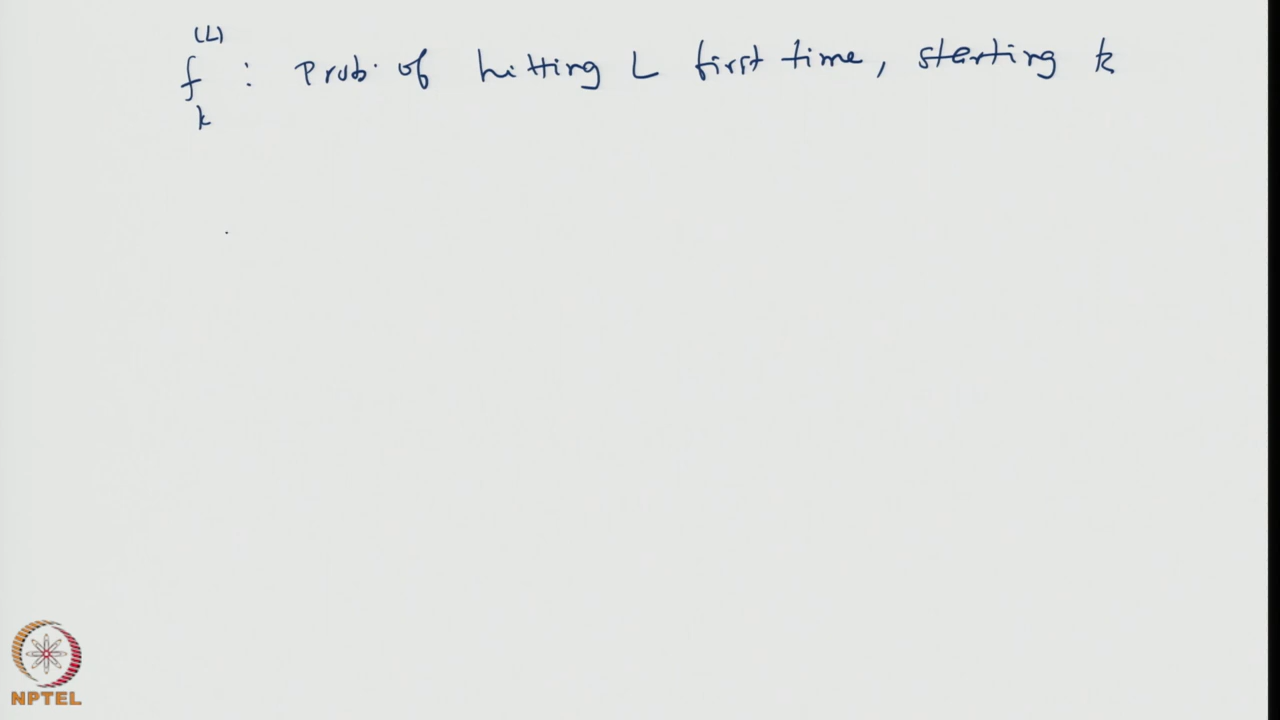 f_k^{(L)} : Prob. of hitting L first time, starting k
NPTEL